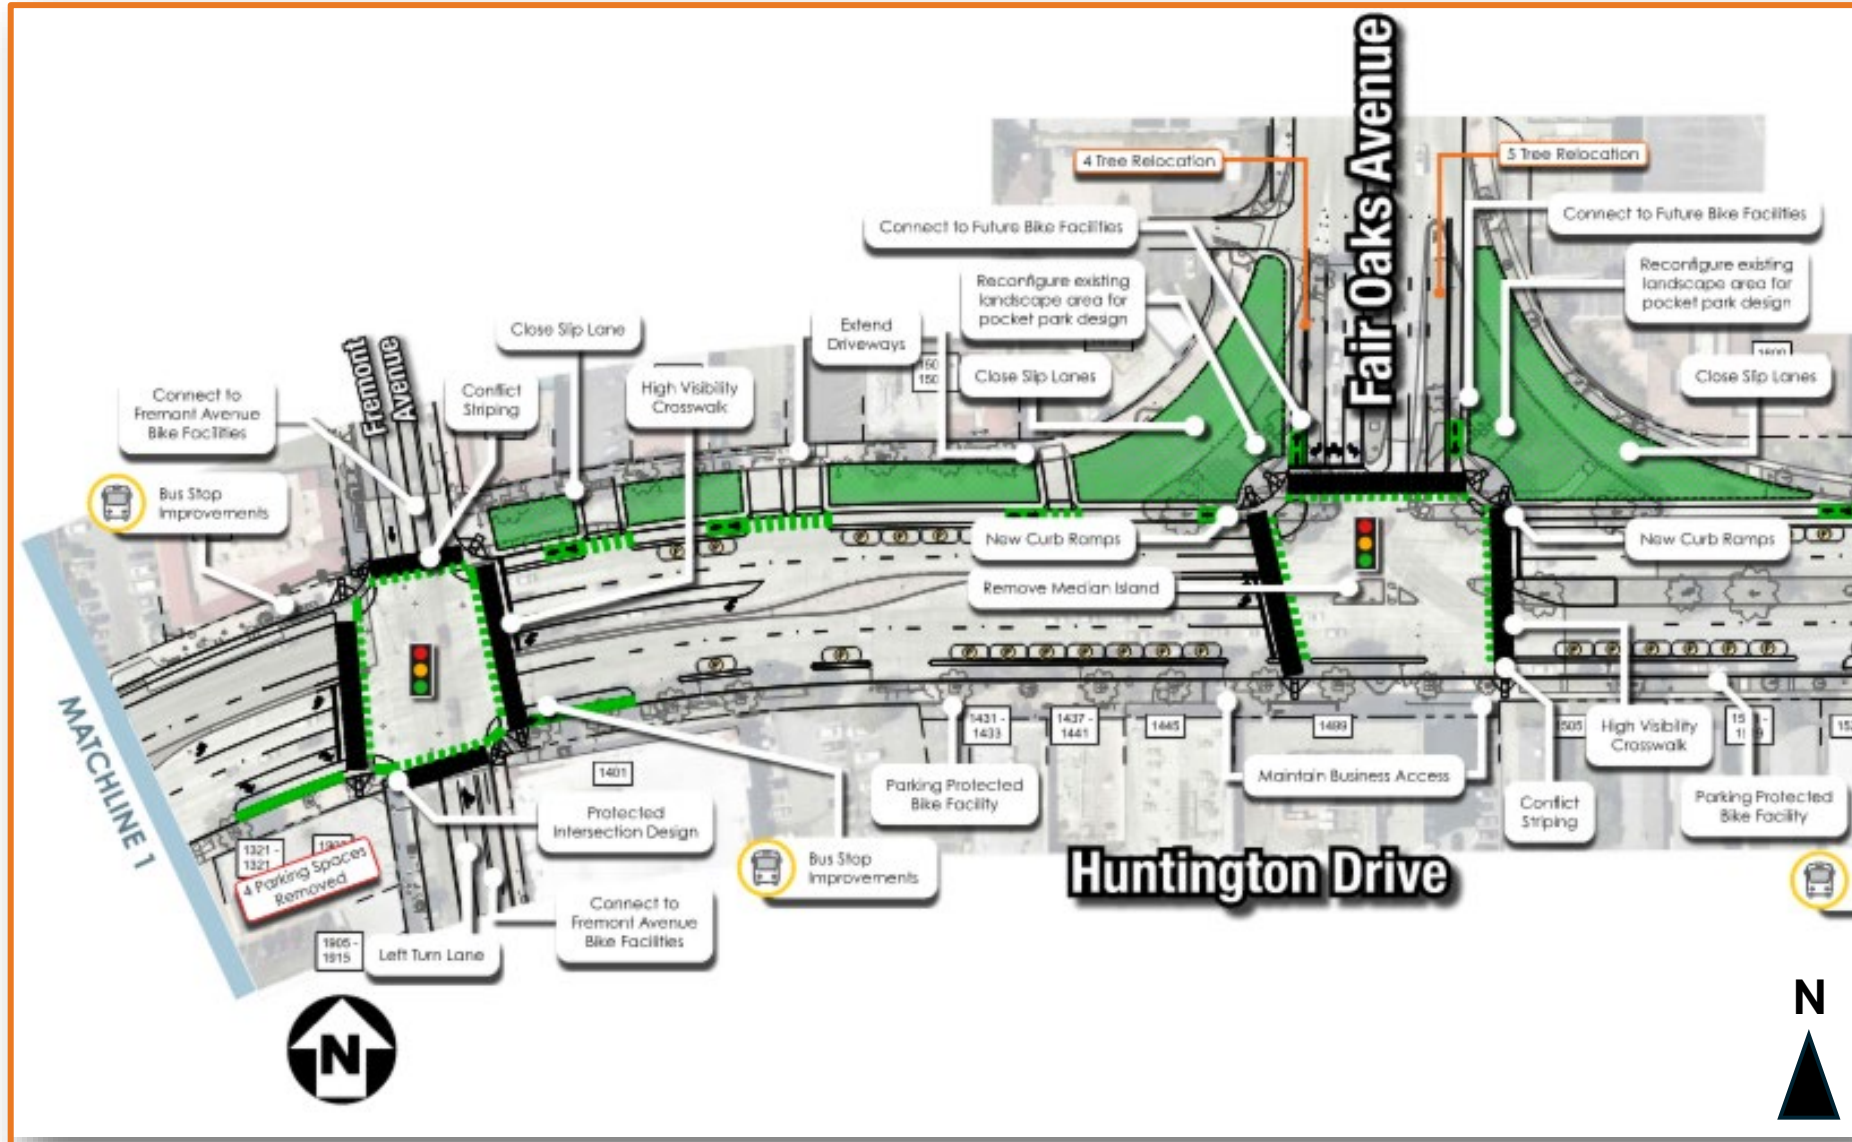 Fair Oaks Avenue
4 Tree Relocation
5 Tree Relocation
Connect to Future Bike Facilities
Connect to Future Bike Facilities
Reconfigure existing
landscape area for
pocket park design
Reconfigure existing
landscape area for
pocket park design
Close Slip Lane
Extend
Driveways
Close Slip Lanes
Close Slip Lanes
Fremont
Avenue
Connect to
Fremont Avenue
Bike Facilities
Conflict
Striping
High Visibility
Crosswalk
Bus Stop
Improvements
New Curb Ramps
New Curb Ramps
Remove Median Island
MATCHLINE 1
1431 -
1433
1437 -
1441
1445
1499
1505
High Visibility
Crosswalk
1401
Parking Protected
Bike Facility
Maintain Business Access
Conflict
Striping
Parking Protected
Bike Facility
Protected
Intersection Design
1321 -
1321
4 Parking Spaces
Removed
Bus Stop
Improvements
Huntington Drive
Connect to
Fremont Avenue
Bike Facilities
1905 -
1915
Left Turn Lane
N
N